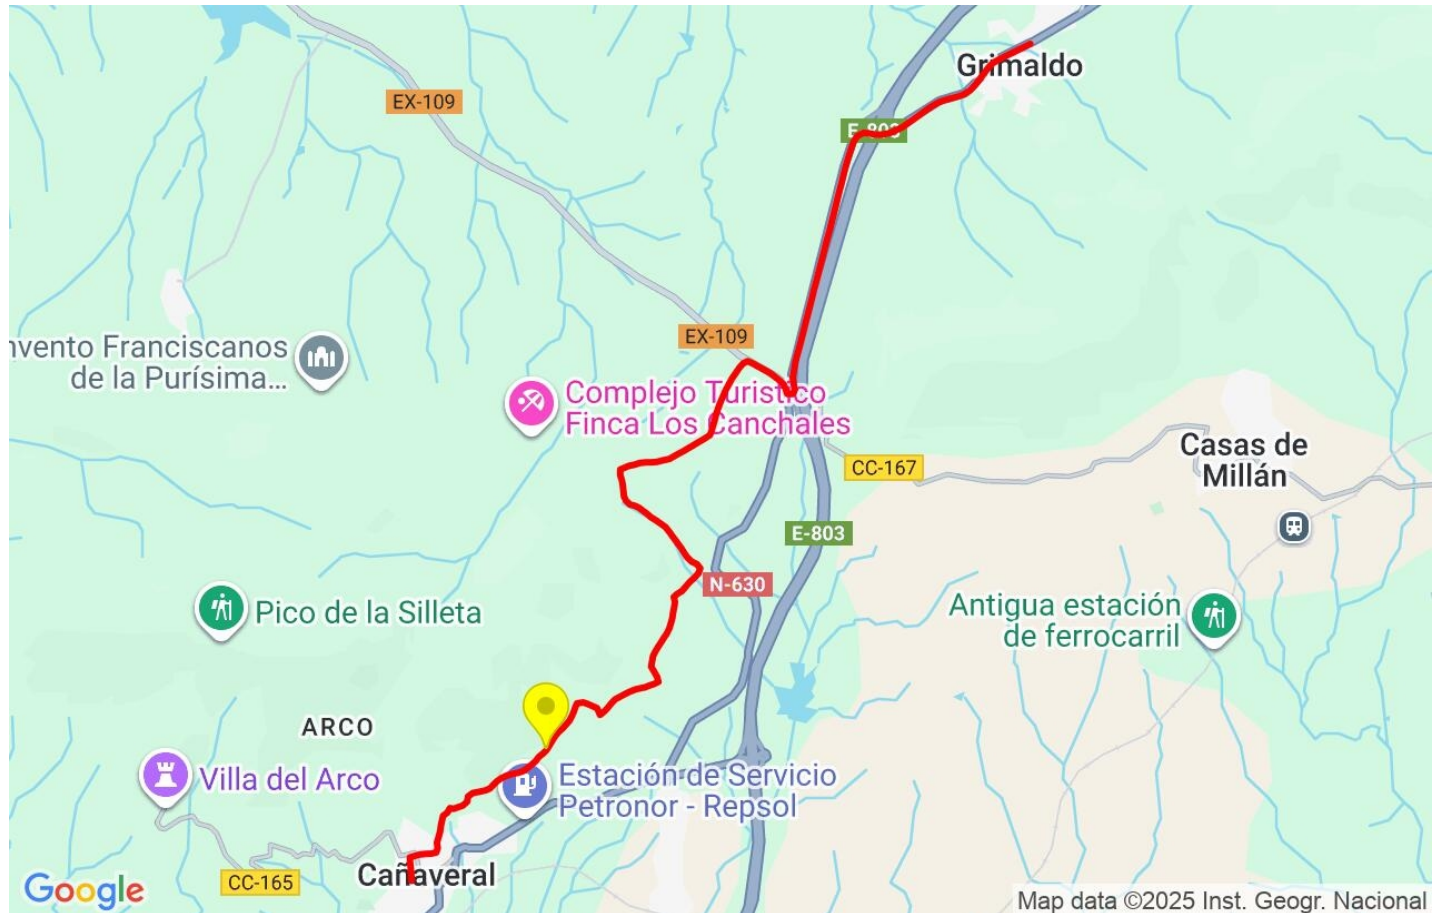 Grimaldo
EX-109
E-803
nvento Franciscanos
de la Purísima...
EX-109
Complejo Turistico
Finca Los Canchales
Casas de
Millán
CC-167
E-803
N-630
Pico de la Silleta
Antigua estación
de ferrocarril
ARCO
Villa del Arco
Estación de Servicio
Petronor - Repsol
Cañaveral
CC-165
Google
Map data ©2025 Inst. Geogr. Nacional